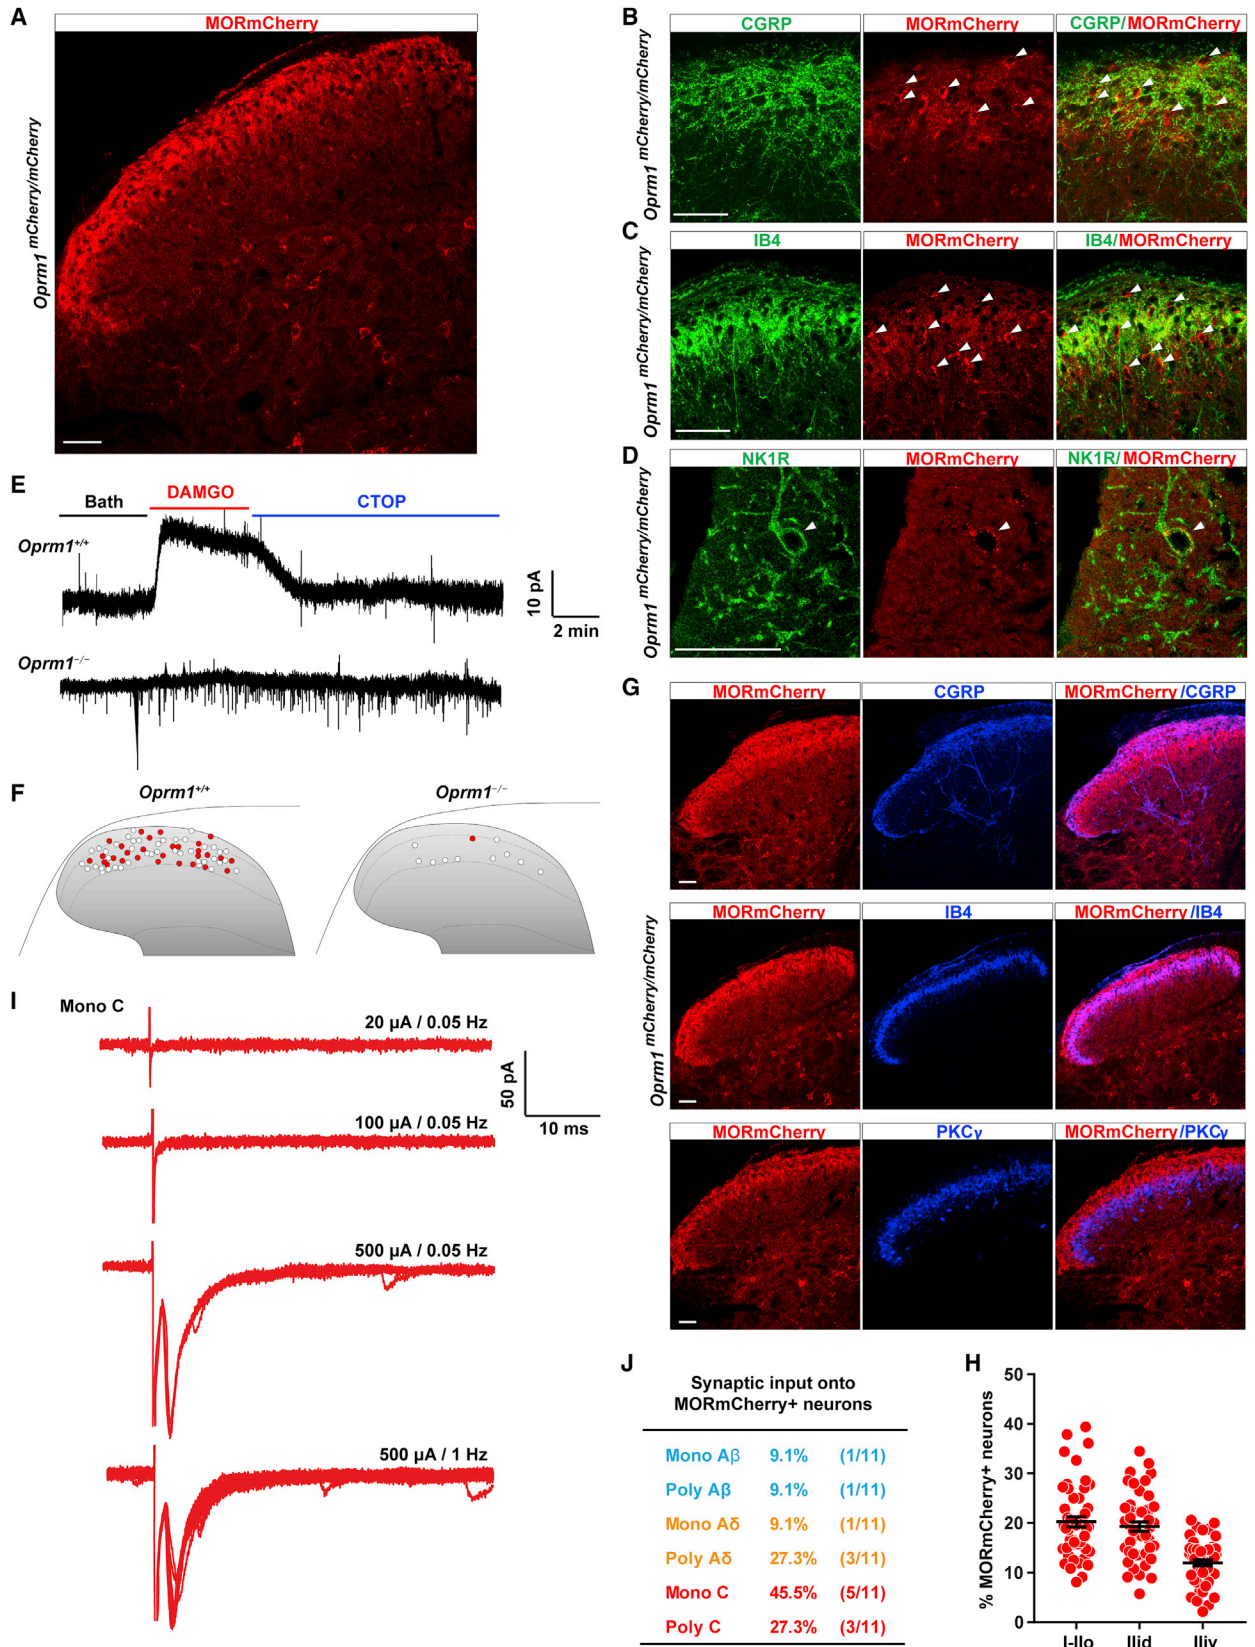 A
MORmCherry
Oprm1 mCherry/mCherry
B
CGRP
MORmCherry
CGRP/MORmCherry
Oprm1 mCherry/mCherry
C
IB4
MORmCherry
IB4/MORmCherry
Oprm1 mCherry/mCherry
D
NK1R
MORmCherry
NK1R/MORmCherry
Oprm1 mCherry/mCherry
E
Bath
DAMGO
CTOP
Oprm1+/+
10 pA
2 min
Oprm1−/−
F
Oprm1+/+
Oprm1−/−
G
MORmCherry
CGRP
MORmCherry/CGRP
MORmCherry
IB4
MORmCherry/IB4
Oprm1 mCherry/mCherry
MORmCherry
PKCγ
MORmCherry/PKCγ
I
Mono C
20 µA / 0.05 Hz
50 pA
10 ms
100 µA / 0.05 Hz
500 µA / 0.05 Hz
500 µA / 1 Hz
J
Synaptic input onto
MORmCherry+ neurons
Mono Aβ 9.1% (1/11)
Poly Aβ 9.1% (1/11)
Mono Aδ 9.1% (1/11)
Poly Aδ 27.3% (3/11)
Mono C 45.5% (5/11)
Poly C 27.3% (3/11)
H
% MORmCherry+ neurons
50
40
30
20
10
0
I-IIo
IIid
IIiv